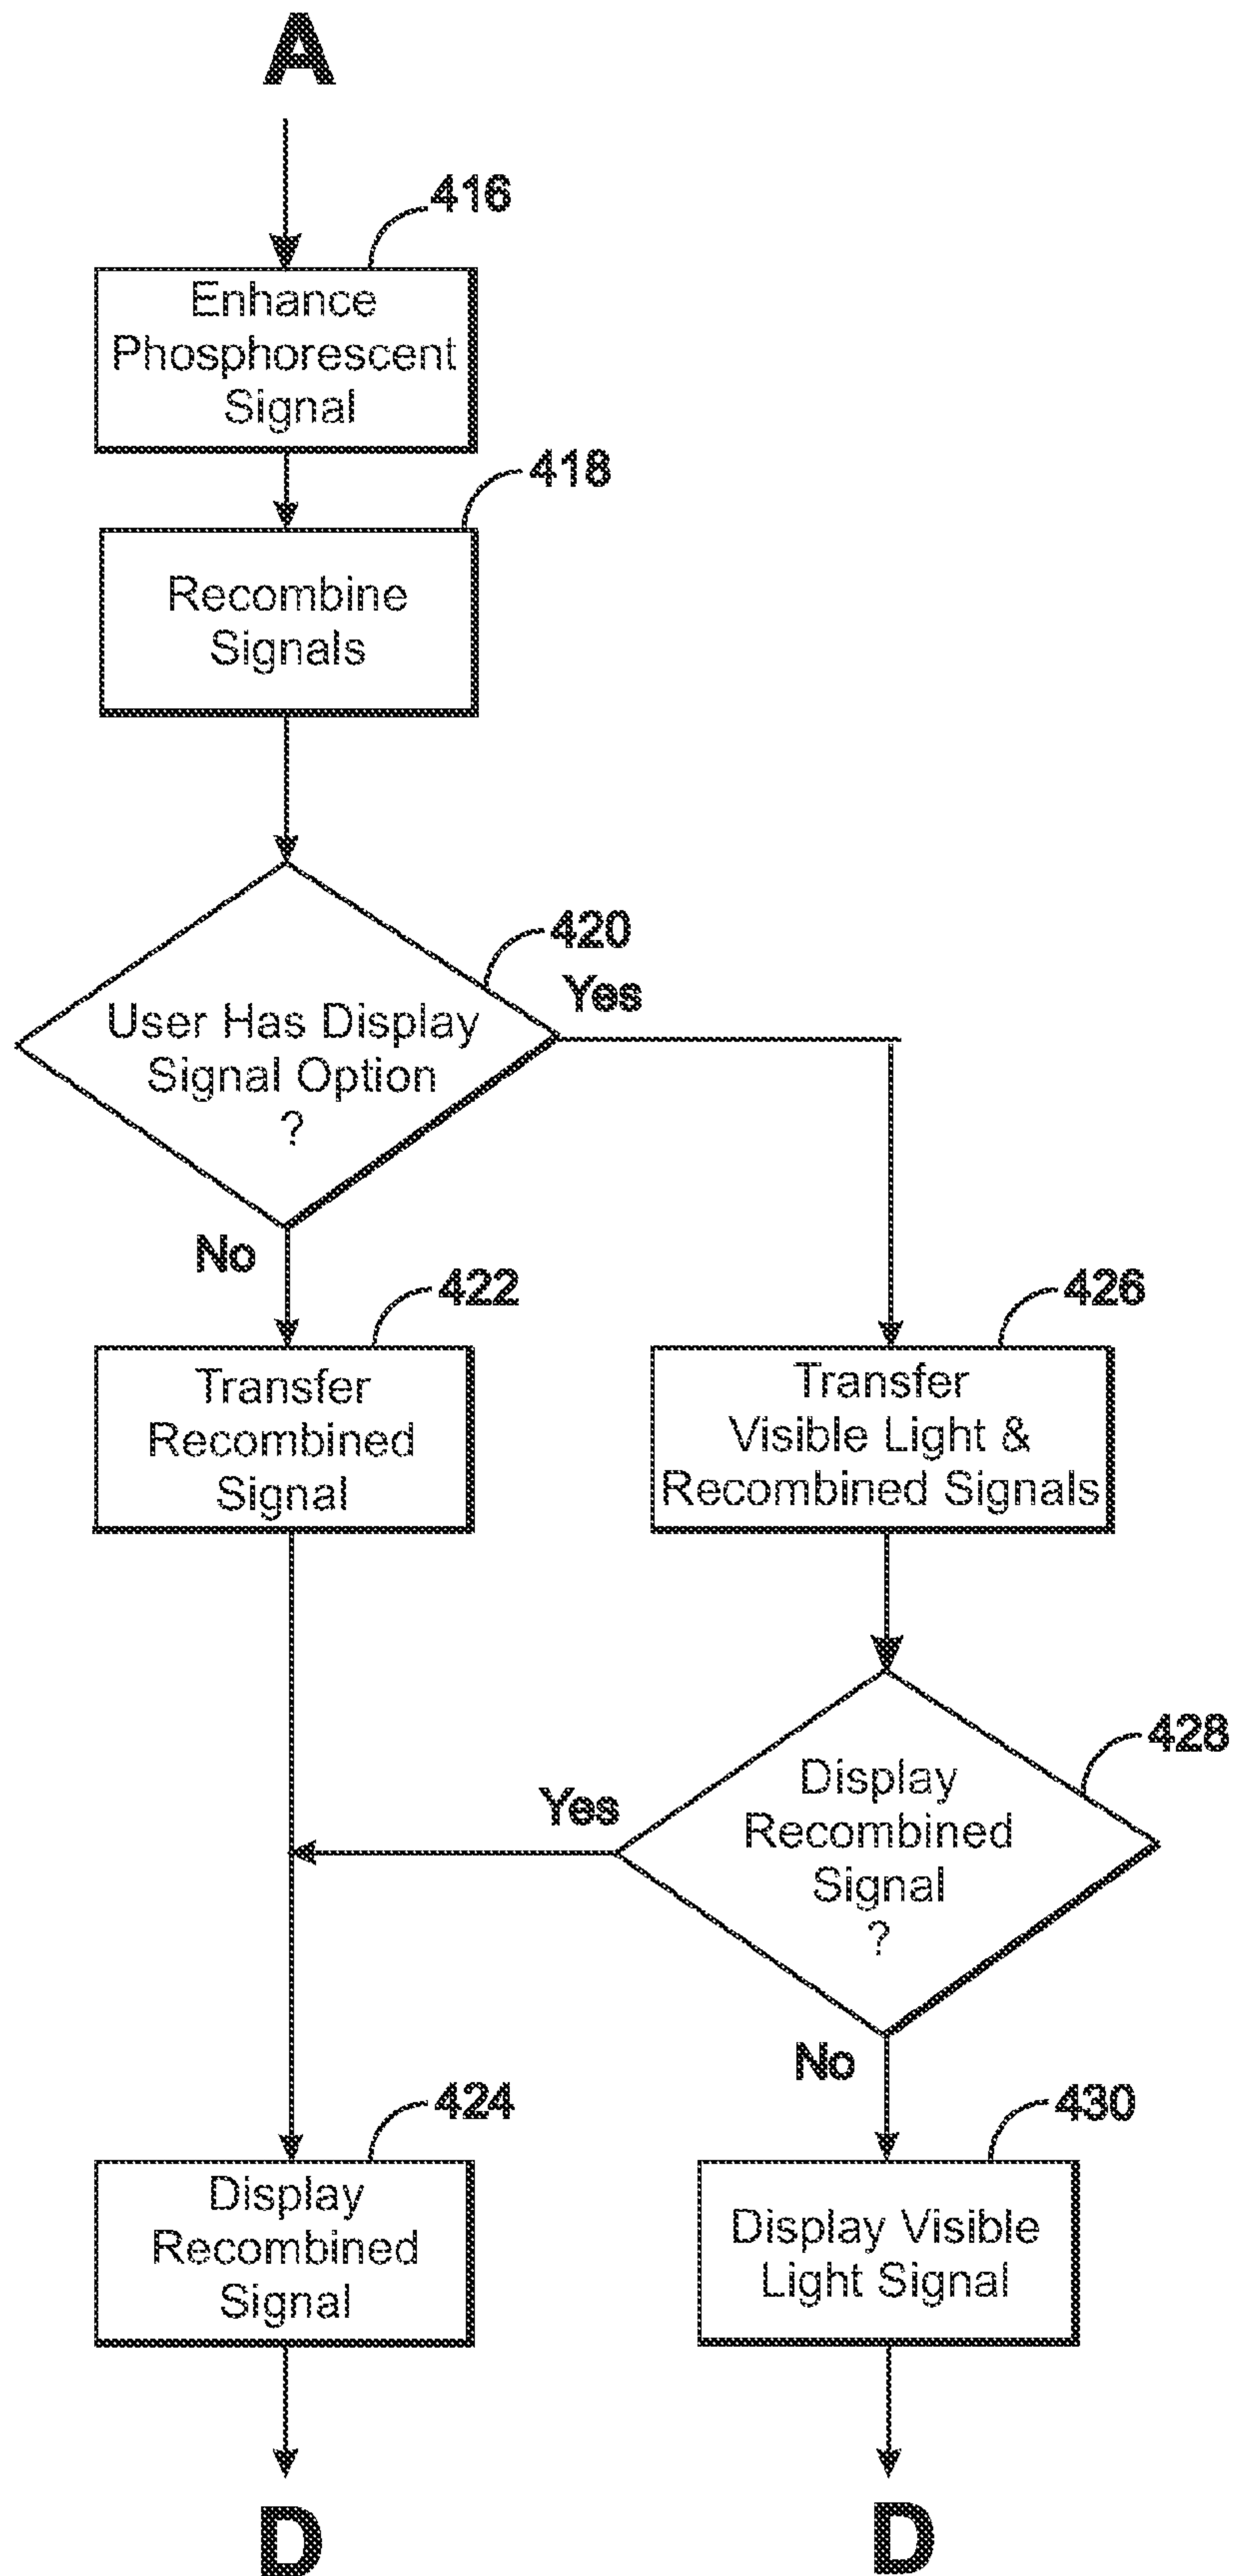 A
416
Enhance
Phosphorescent
Signal
418
Recombine
Signals
420
User Has Display
Signal Option
?
Yes
No
422
Transfer
Recombined
Signal
426
Transfer
Visible Light &
Recombined Signals
428
Display
Recombined
Signal
?
Yes
No
424
Display
Recombined
Signal
430
Display Visible
Light Signal
D
D